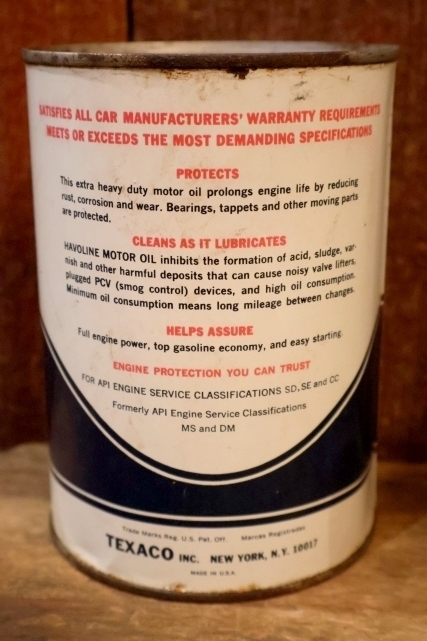 SATISFIES ALL CAR MANUFACTURERS' WARRANTY REQUIREMENTS
MEETS OR EXCEEDS THE MOST DEMANDING SPECIFICATIONS
PROTECTS
This extra heavy duty motor oil prolongs engine life by reducing
rust, corrosion and wear. Bearings, tappets and other moving parts
are protected.
CLEANS AS IT LUBRICATES
HAVOLINE MOTOR OIL inhibits the formation of acid, sludge, var-
nish and other harmful deposits that can cause noisy valve lifters,
plugged PCV (smog control) devices, and high oil consumption.
Minimum oil consumption means long mileage between changes.
HELPS ASSURE
Full engine power, top gasoline economy, and easy starting.
ENGINE PROTECTION YOU CAN TRUST
FOR API ENGINE SERVICE CLASSIFICATIONS SD, SE and CC
Formerly API Engine Service Classifications
MS and DM
Trade Marks Reg. U.S. Pat. Off. Marcas Registradas
TEXACO INC. NEW YORK, N.Y. 10017
MADE IN U.S.A.